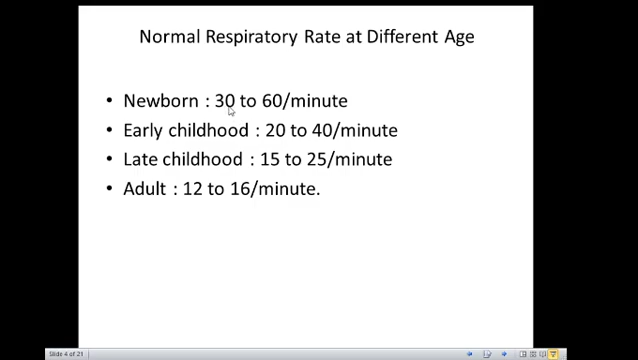 Normal Respiratory Rate at Different Age
• Newborn : 30 to 60/minute
• Early childhood : 20 to 40/minute
• Late childhood : 15 to 25/minute
• Adult : 12 to 16/minute.
Slide 4 of 21